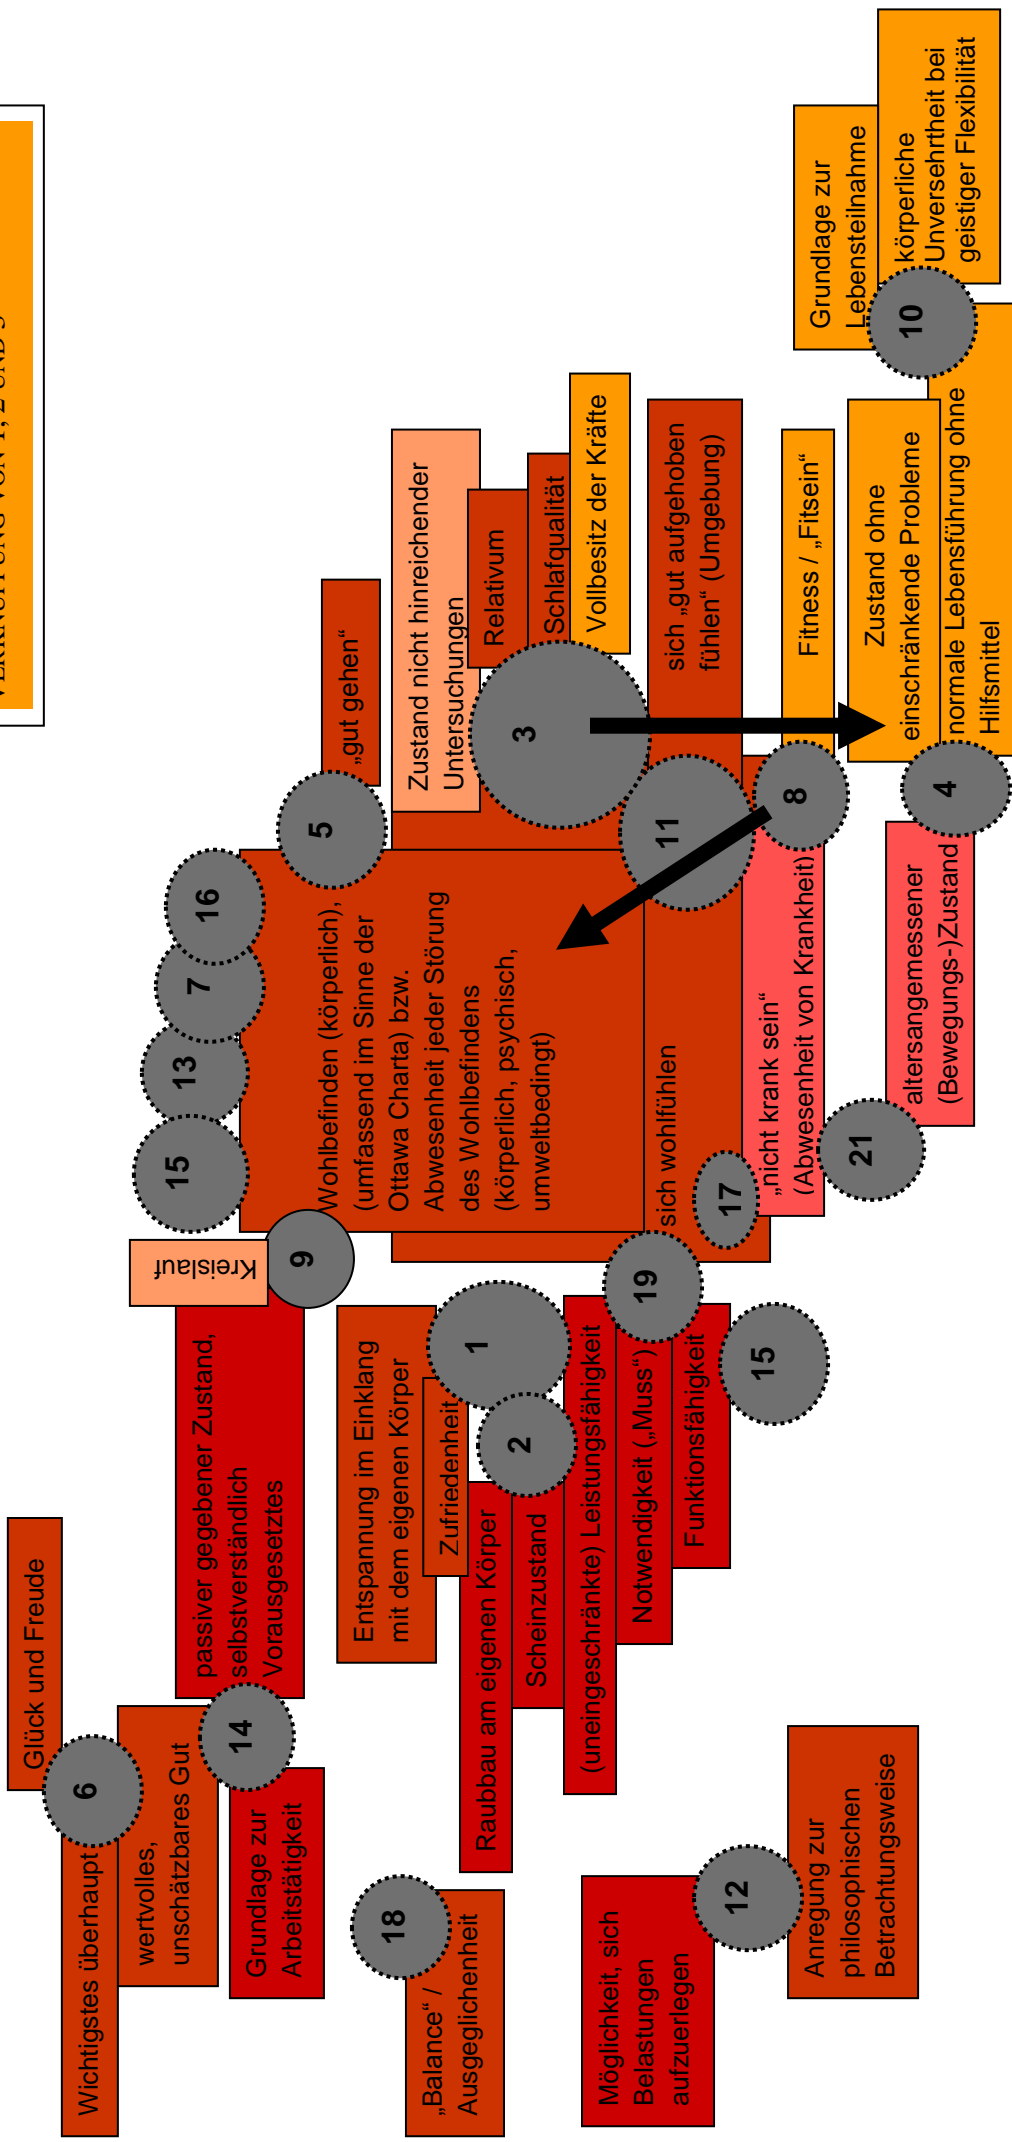 VON 1, 2 UND 3
Glück und Freude
6
Wichtigstes überhaupt
wertvolles,
unschätzbares Gut
14
Grundlage zur
Arbeitstätigkeit
passiver gegebener Zustand,
selbstverständlich
Vorausgesetztes
Kreislauf
9
15
13
7
16
5
„gut gehen“
Wohlbefinden (körperlich),
(umfassend im Sinne der
Ottawa Charta) bzw.
Abwesenheit jeder Störung
des Wohlbefindens
(körperlich, psychisch,
umweltbedingt)
Entspannung im Einklang
mit dem eigenen Körper
Zufriedenheit
1
2
Raubbau am eigenen Körper
Scheinzustand
(uneingeschränkte) Leistungsfähigkeit
Notwendigkeit („Muss“)
19
Funktionsfähigkeit
15
18
„Balance“ /
Ausgeglichenheit
Möglichkeit, sich
Belastungen
aufzuerlegen
12
Anregung zur
philosophischen
Betrachtungsweise
Zustand nicht hinreichender
Untersuchungen
Relativum
Schlafqualität
3
Vollbesitz der Kräfte
sich „gut aufgehoben
fühlen“ (Umgebung)
11
sich wohlfühlen
17
„nicht krank sein“
(Abwesenheit von Krankheit)
8
Fitness / „Fitsein“
21
altersangemessener
(Bewegungs-)Zustand
4
Zustand ohne
einschränkende Probleme
normale Lebensführung ohne
Hilfsmittel
10
Grundlage zur
Lebensteilnahme
körperliche
Unversehrtheit bei
geistiger Flexibilität